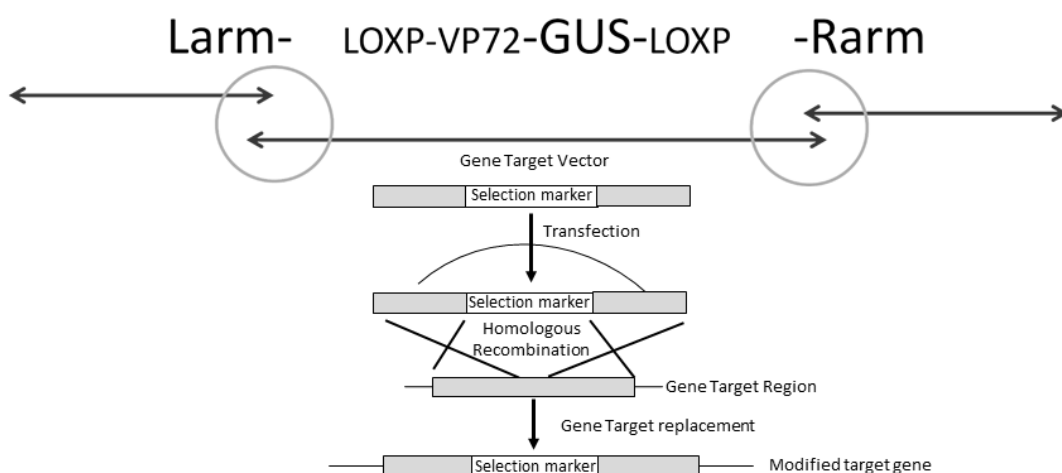 Larm- LOXP-VP72-GUS-LOXP -Rarm
Gene Target Vector
Selection marker
Transfection
Selection marker
Homologous
Recombination
Gene Target Region
Gene Target replacement
Selection marker
Modified target gene